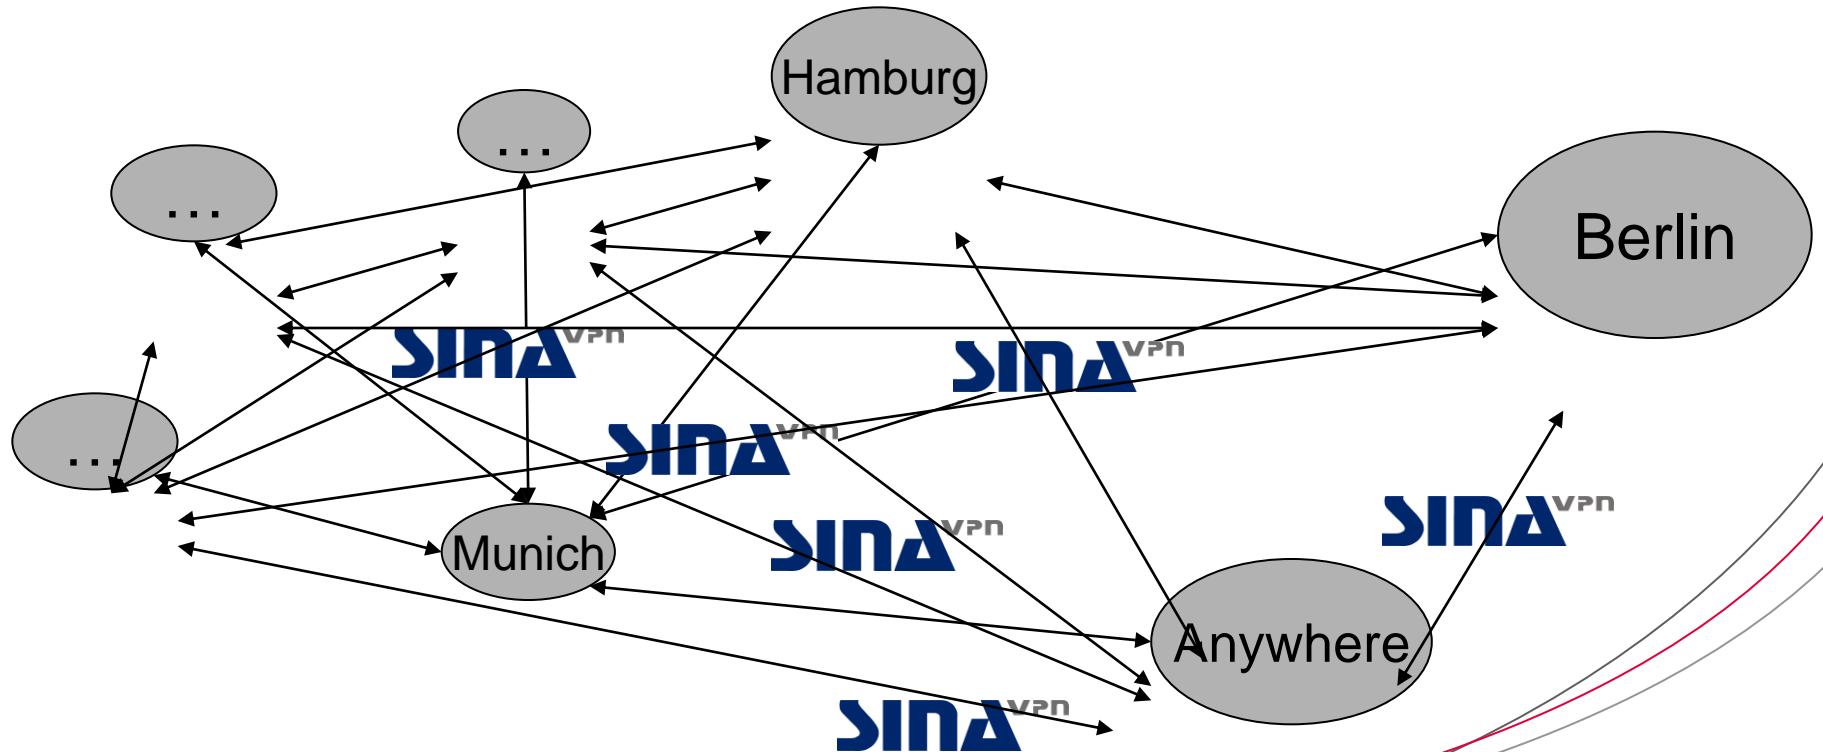 Hamburg
...
...
Berlin
SINA VPN
SINA VPN
...
SINA VPN
SINA VPN
SINA VPN
Munich
Anywhere
SINA VPN